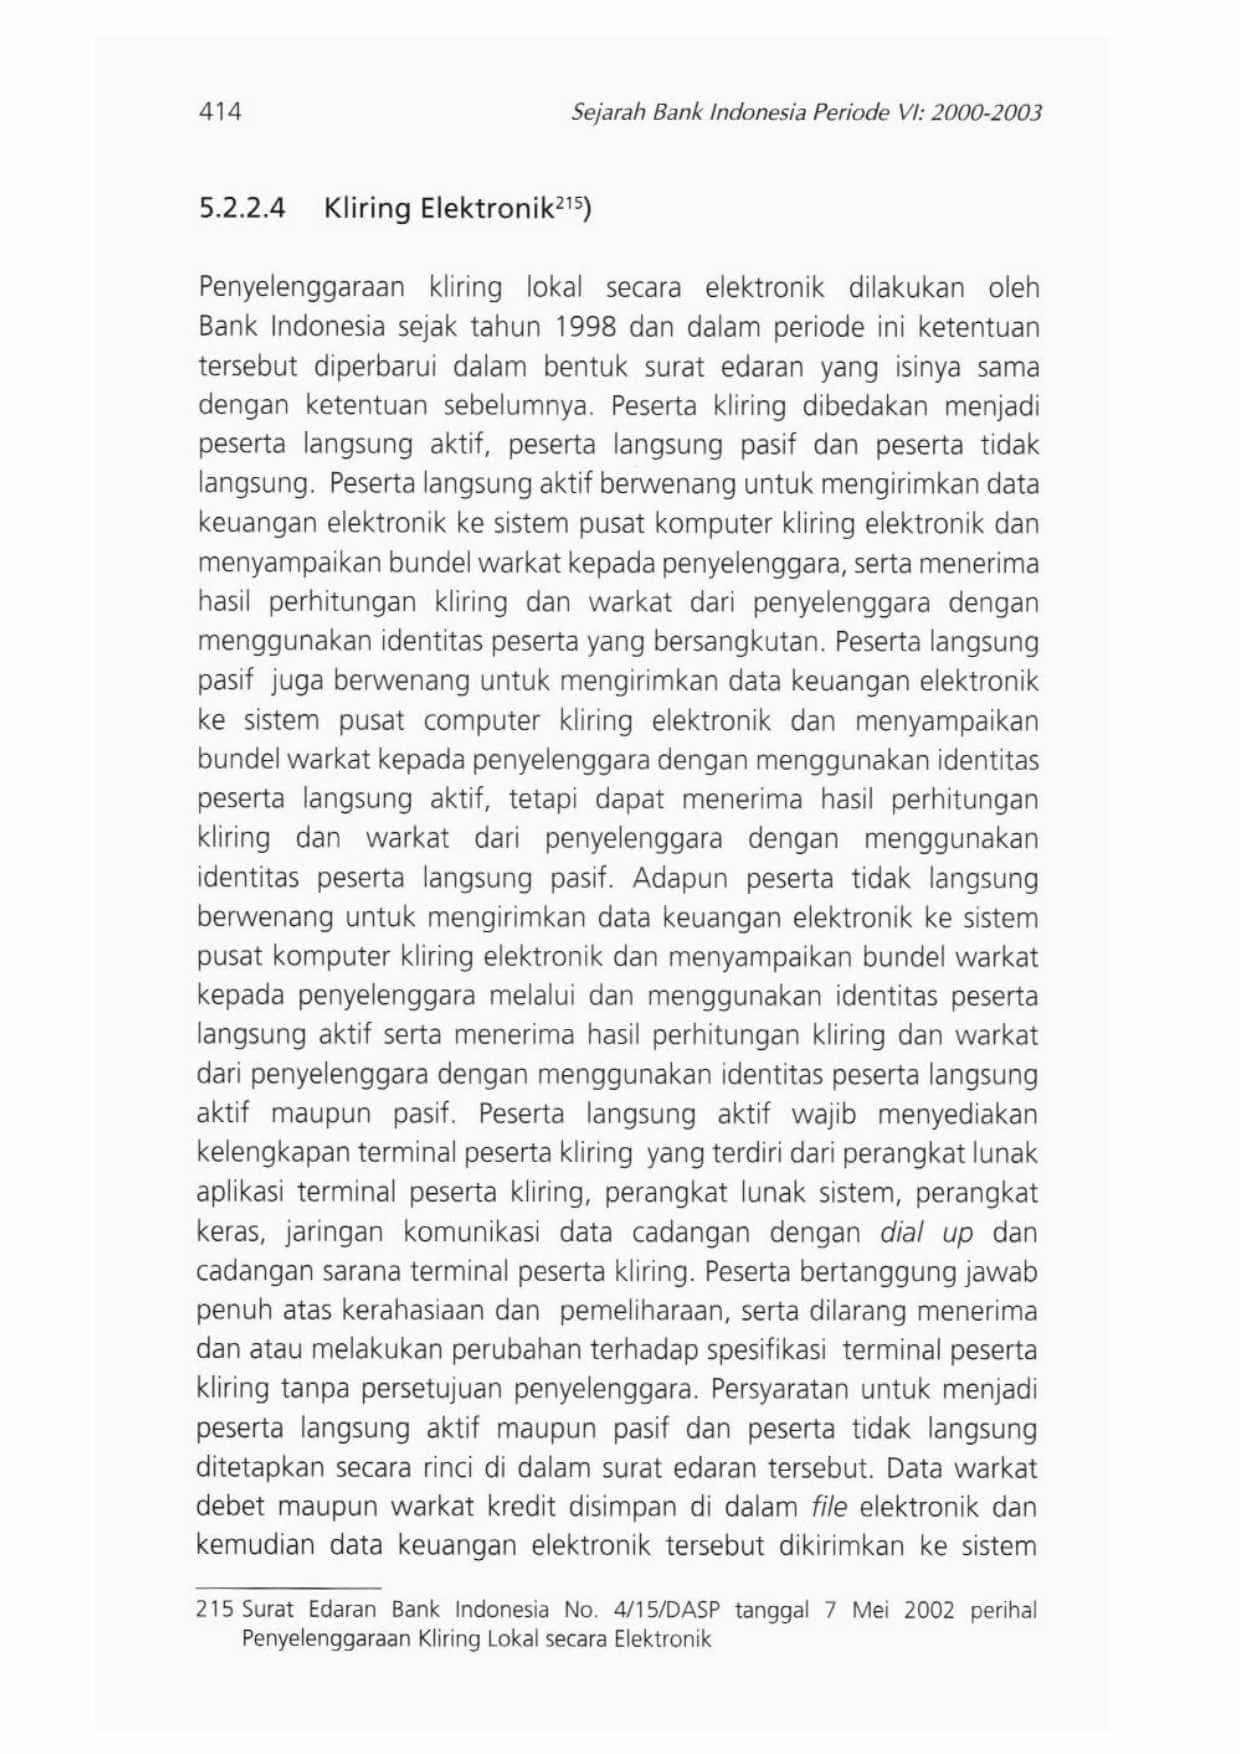 414
Sejarah Bank Indonesia Periode VI: 2000-2003
5.2.2.4 Kliring Elektronik²¹⁵)
Penyelenggaraan kliring lokal secara elektronik dilakukan oleh
Bank Indonesia sejak tahun 1998 dan dalam periode ini ketentuan
tersebut diperbarui dalam bentuk surat edaran yang isinya sama
dengan ketentuan sebelumnya. Peserta kliring dibedakan menjadi
peserta langsung aktif, peserta langsung pasif dan peserta tidak
langsung. Peserta langsung aktif berwenang untuk mengirimkan data
keuangan elektronik ke sistem pusat komputer kliring elektronik dan
menyampaikan bundel warkat kepada penyelenggara, serta menerima
hasil perhitungan kliring dan warkat dari penyelenggara dengan
menggunakan identitas peserta yang bersangkutan. Peserta langsung
pasif juga berwenang untuk mengirimkan data keuangan elektronik
ke sistem pusat computer kliring elektronik dan menyampaikan
bundel warkat kepada penyelenggara dengan menggunakan identitas
peserta langsung aktif, tetapi dapat menerima hasil perhitungan
kliring dan warkat dari penyelenggara dengan menggunakan
identitas peserta langsung pasif. Adapun peserta tidak langsung
berwenang untuk mengirimkan data keuangan elektronik ke sistem
pusat komputer kliring elektronik dan menyampaikan bundel warkat
kepada penyelenggara melalui dan menggunakan identitas peserta
langsung aktif serta menerima hasil perhitungan kliring dan warkat
dari penyelenggara dengan menggunakan identitas peserta langsung
aktif maupun pasif. Peserta langsung aktif wajib menyediakan
kelengkapan terminal peserta kliring yang terdiri dari perangkat lunak
aplikasi terminal peserta kliring, perangkat lunak sistem, perangkat
keras, jaringan komunikasi data cadangan dengan dial up dan
cadangan sarana terminal peserta kliring. Peserta bertanggung jawab
penuh atas kerahasiaan dan pemeliharaan, serta dilarang menerima
dan atau melakukan perubahan terhadap spesifikasi terminal peserta
kliring tanpa persetujuan penyelenggara. Persyaratan untuk menjadi
peserta langsung aktif maupun pasif dan peserta tidak langsung
ditetapkan secara rinci di dalam surat edaran tersebut. Data warkat
debet maupun warkat kredit disimpan di dalam file elektronik dan
kemudian data keuangan elektronik tersebut dikirimkan ke sistem
215 Surat Edaran Bank Indonesia No. 4/15/DASP tanggal 7 Mei 2002 perihal
Penyelenggaraan Kliring Lokal secara Elektronik